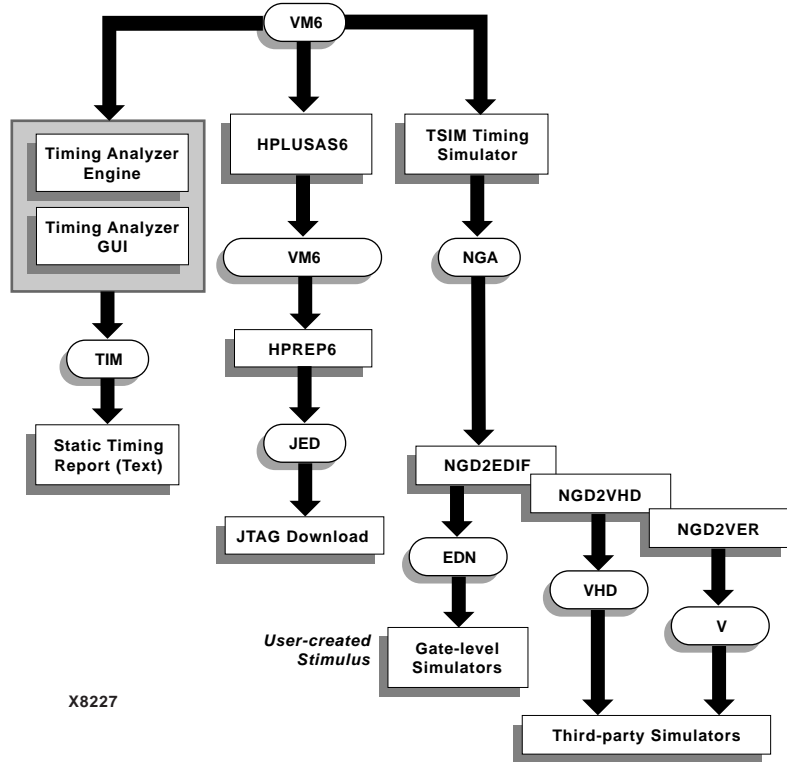 VM6
Timing Analyzer
Engine
Timing Analyzer
GUI
TIM
Static Timing
Report (Text)
HPLUSAS6
VM6
HPREP6
JED
JTAG Download
TSIM Timing
Simulator
NGA
NGD2EDIF
NGD2VHD
NGD2VER
EDN
VHD
V
User-created
Stimulus
Gate-level
Simulators
Third-party Simulators
X8227